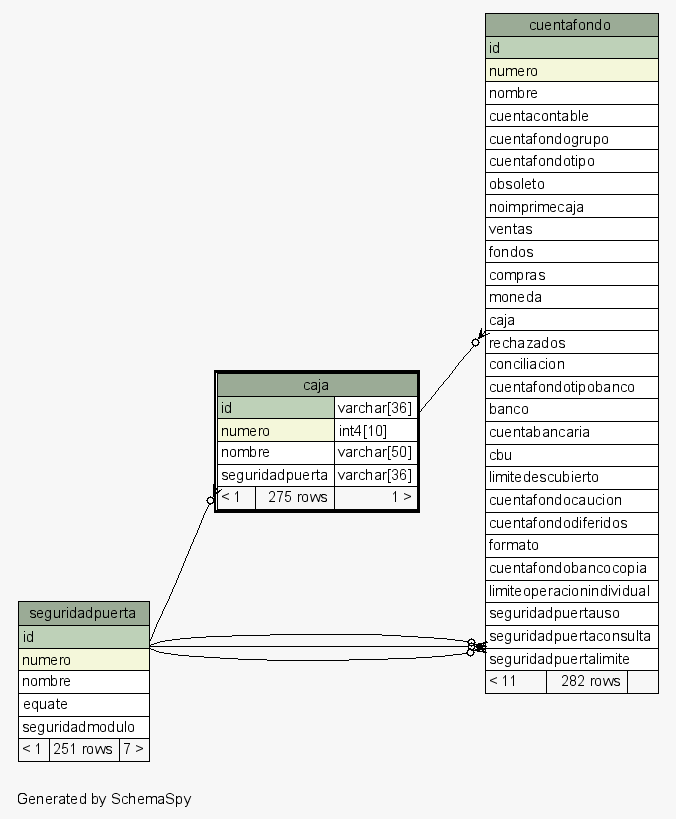 cuentafondo
id
numero
nombre
cuentacontable
cuentafondogrupo
cuentafondotipo
obsoleto
noimprimecaja
ventas
fondos
compras
moneda
caja
rechazados
conciliacion
cuentafondotipobanco
banco
cuentabancaria
cbu
limitedescubierto
cuentafondocaucion
cuentafondodiferidos
formato
cuentafondobancocopia
limiteoperacionindividual
seguridadpuertauso
seguridadpuertaconsulta
seguridadpuertalimite
< 11 282 rows
caja
id varchar[36]
numero int4[10]
nombre varchar[50]
seguridadpuerta varchar[36]
< 1 275 rows 1 >
seguridadpuerta
id
numero
nombre
equate
seguridadmodulo
< 1 251 rows 7 >
Generated by SchemaSpy